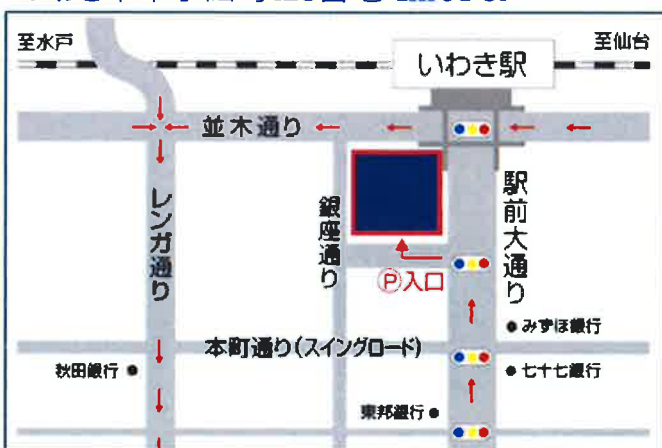 至水戸
至仙台
いわき駅
並木通り
レンガ通り
銀座通り
駅前大通り
Ⓟ入口
みずほ銀行
本町通り(スイングロード)
秋田銀行
七十七銀行
東邦銀行